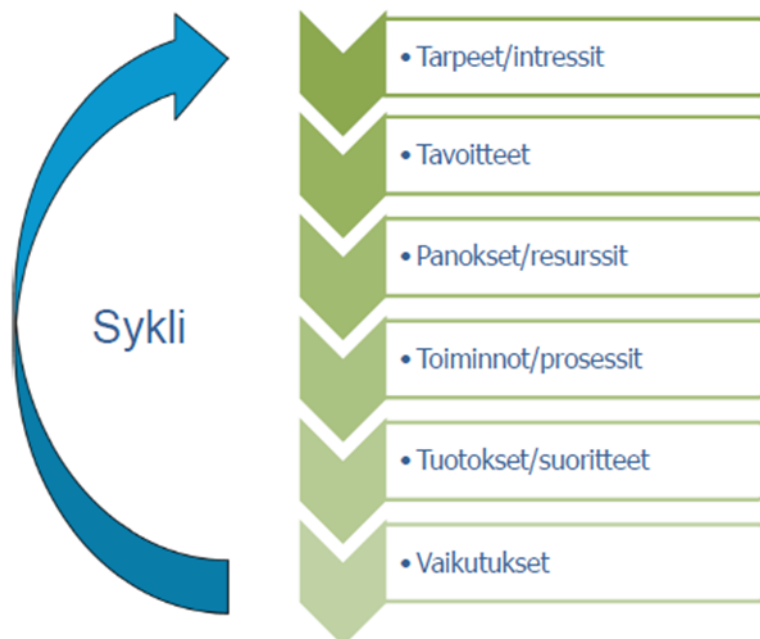 • Tarpeet/intressit
• Tavoitteet
• Panokset/resurssit
Sykli
• Toiminnot/prosessit
• Tuotokset/suoritteet
• Vaikutukset